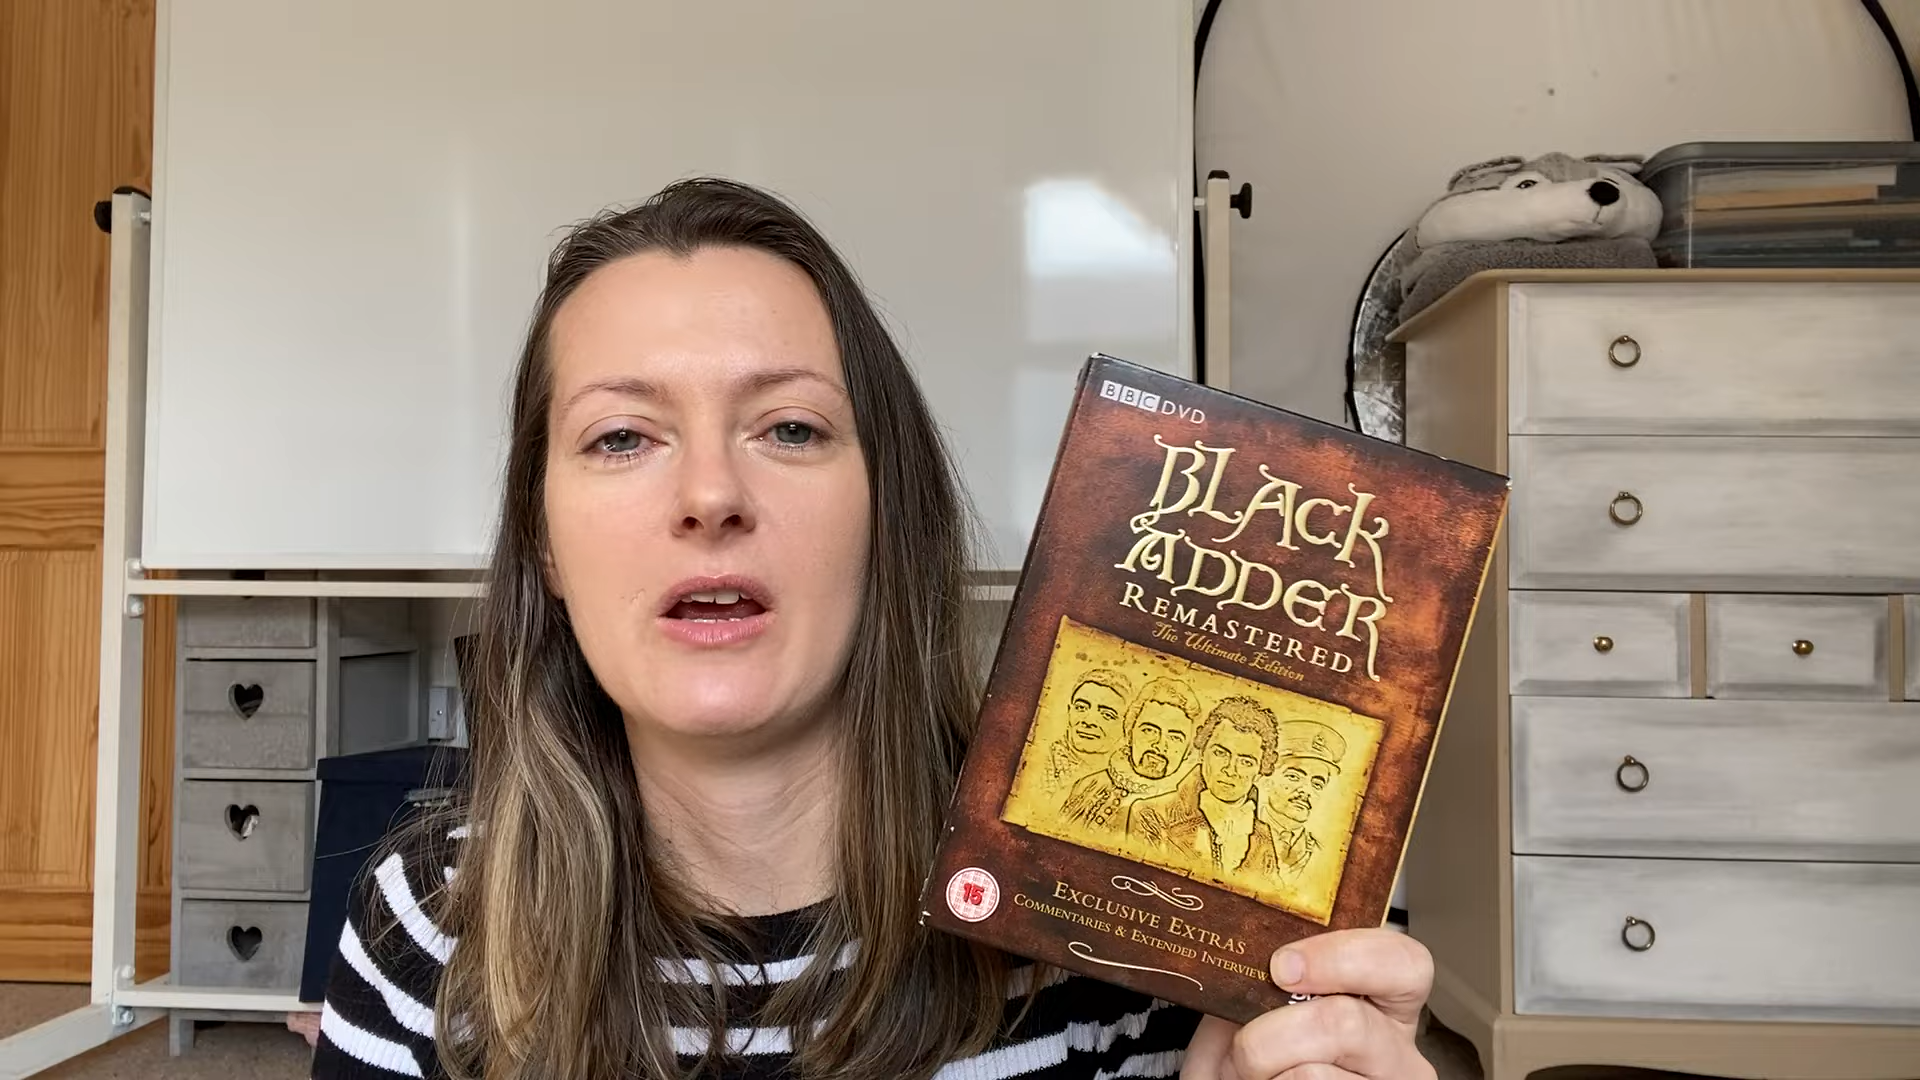 BBC DVD
BLACK
ADDER
REMASTERED
The Ultimate Edition
15
EXCLUSIVE EXTRAS
COMMENTARIES & EXTENDED INTERVIEW